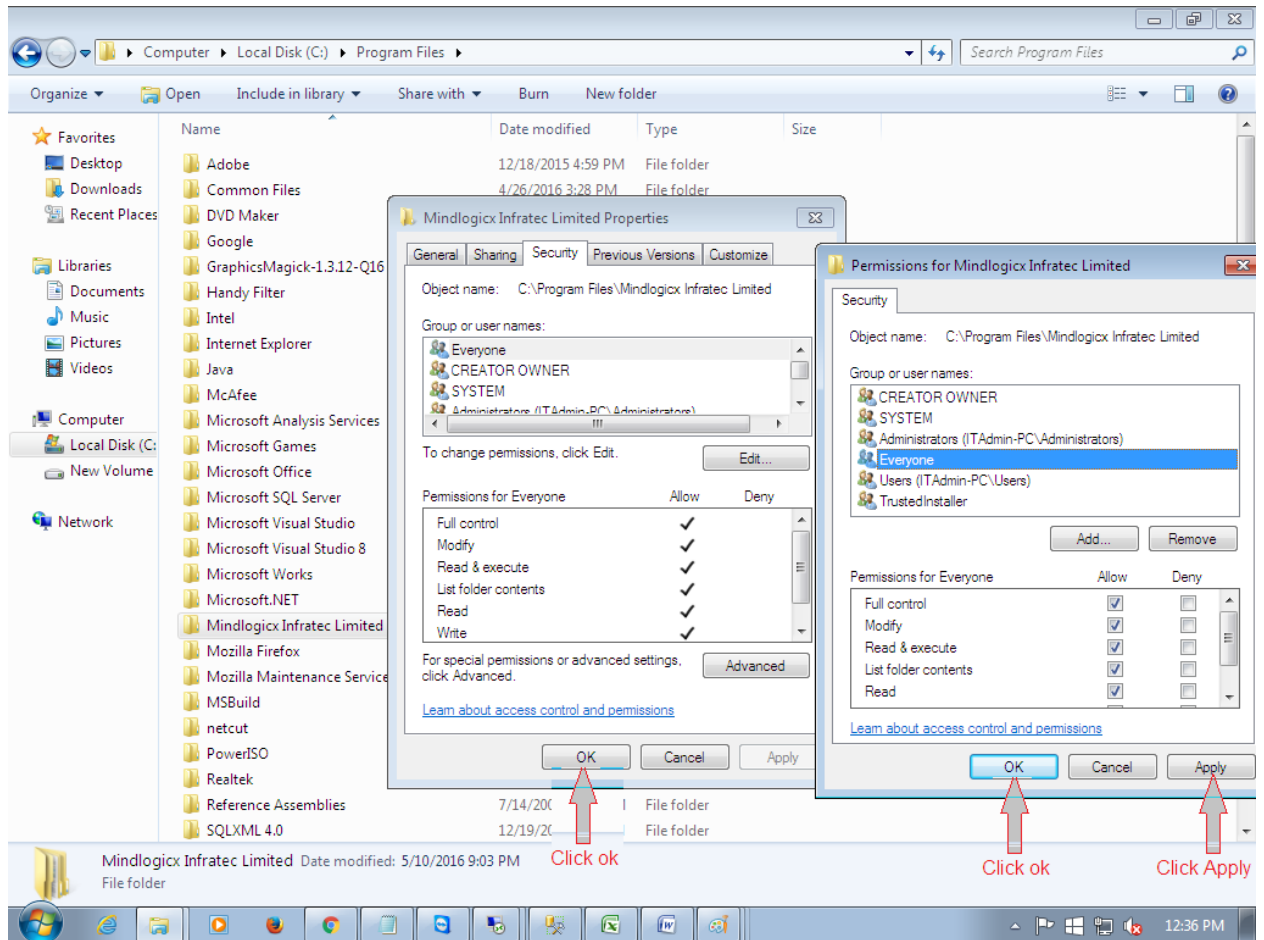 Computer ▸ Local Disk (C:) ▸ Program Files ▸
Search Program Files
Organize Open Include in library Share with Burn New folder
Favorites
Desktop
Downloads
Recent Places
Libraries
Documents
Music
Pictures
Videos
Computer
Local Disk (C:
New Volume
Network
Name Date modified Type Size
Adobe 12/18/2015 4:59 PM File folder
Common Files 4/26/2016 3:28 PM File folder
DVD Maker
Google
GraphicsMagick-1.3.12-Q16
Handy Filter
Intel
Internet Explorer
Java
McAfee
Microsoft Analysis Services
Microsoft Games
Microsoft Office
Microsoft SQL Server
Microsoft Visual Studio
Microsoft Visual Studio 8
Microsoft Works
Microsoft.NET
Mindlogicx Infratec Limited
Mozilla Firefox
Mozilla Maintenance Service
MSBuild
netcut
PowerISO
Realtek
Reference Assemblies 7/14/200 File folder
SQLXML 4.0 12/19/20 File folder
Mindlogicx Infratec Limited Properties
General Sharing Security Previous Versions Customize
Object name: C:\Program Files\Mindlogicx Infratec Limited
Group or user names:
Everyone
CREATOR OWNER
SYSTEM
Administrators (ITAdmin-PC\Administrators)
To change permissions, click Edit.
Edit...
Permissions for Everyone Allow Deny
Full control
Modify
Read & execute
List folder contents
Read
Write
For special permissions or advanced settings,
click Advanced.
Advanced
Learn about access control and permissions
OK Cancel Apply
Click ok
Permissions for Mindlogicx Infratec Limited
Security
Object name: C:\Program Files\Mindlogicx Infratec Limited
Group or user names:
CREATOR OWNER
SYSTEM
Administrators (ITAdmin-PC\Administrators)
Everyone
Users (ITAdmin-PC\Users)
TrustedInstaller
Add... Remove
Permissions for Everyone Allow Deny
Full control
Modify
Read & execute
List folder contents
Read
Learn about access control and permissions
OK Cancel Apply
Click ok Click Apply
Mindlogicx Infratec Limited Date modified: 5/10/2016 9:03 PM
File folder
12:36 PM